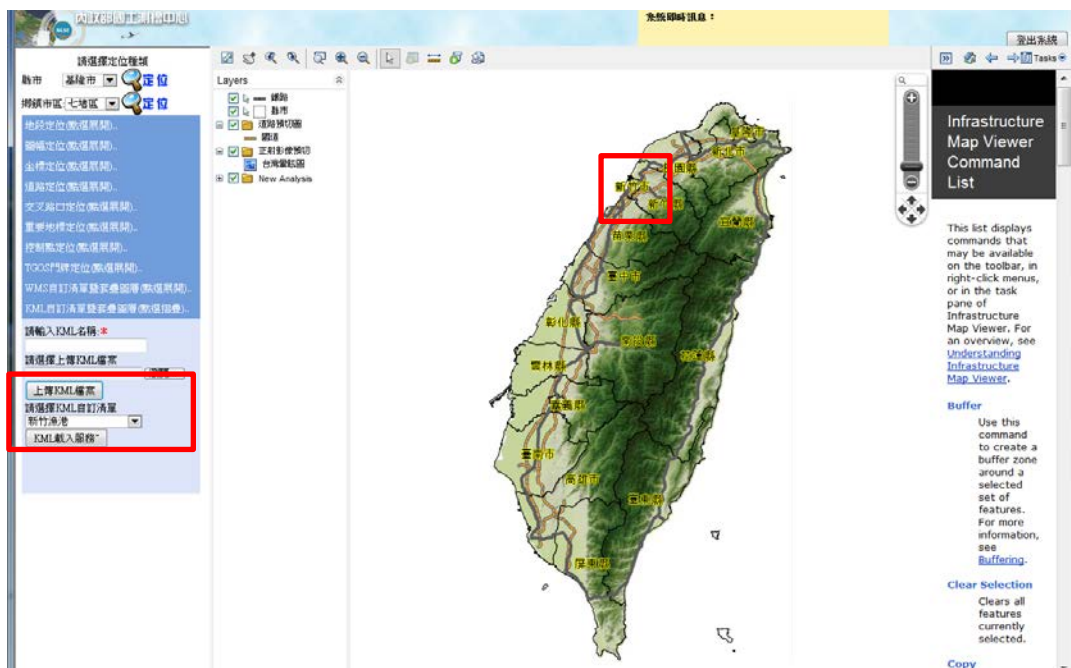 內政部國土測繪中心
系統即時訊息：
登出系統
請選擇定位種類
縣市 基隆市 定位
鄉鎮市區: 七堵區 定位
地段定位(點選展開)..
圖幅定位(點選展開)..
坐標定位(點選展開)..
道路定位(點選展開)..
交叉路口定位(點選展開)..
重要地標定位(點選展開)..
控制點定位(點選展開)..
TGOS門牌定位(點選展開)..
WMS自訂清單暨套疊圖層(點選展開)..
KML自訂清單暨套疊圖層(點選摺疊)..
請輸入KML名稱:*
請選擇上傳KML檔案
上傳KML檔案
請選擇KML自訂清單
新竹漁港
KML載入服務~
Layers
鐵路
縣市
道路預切圖
國道
正射影像預切
台灣暈眩圖
New Analysis
基隆市
新北市
桃園縣
新竹市
新竹縣
宜蘭縣
苗栗縣
臺中市
彰化縣
南投縣
花蓮縣
雲林縣
嘉義縣
臺南市
高雄市
臺東縣
屏東縣
Tasks
Infrastructure
Map Viewer
Command
List
This list displays
commands that
may be available
on the toolbar, in
right-click menus,
or in the task
pane of
Infrastructure
Map Viewer. For
an overview, see
Understanding
Infrastructure
Map Viewer.
Buffer
Use this
command
to create a
buffer zone
around a
selected
set of
features.
For more
information,
see
Buffering.
Clear Selection
Clears all
features
currently
selected.
Copy